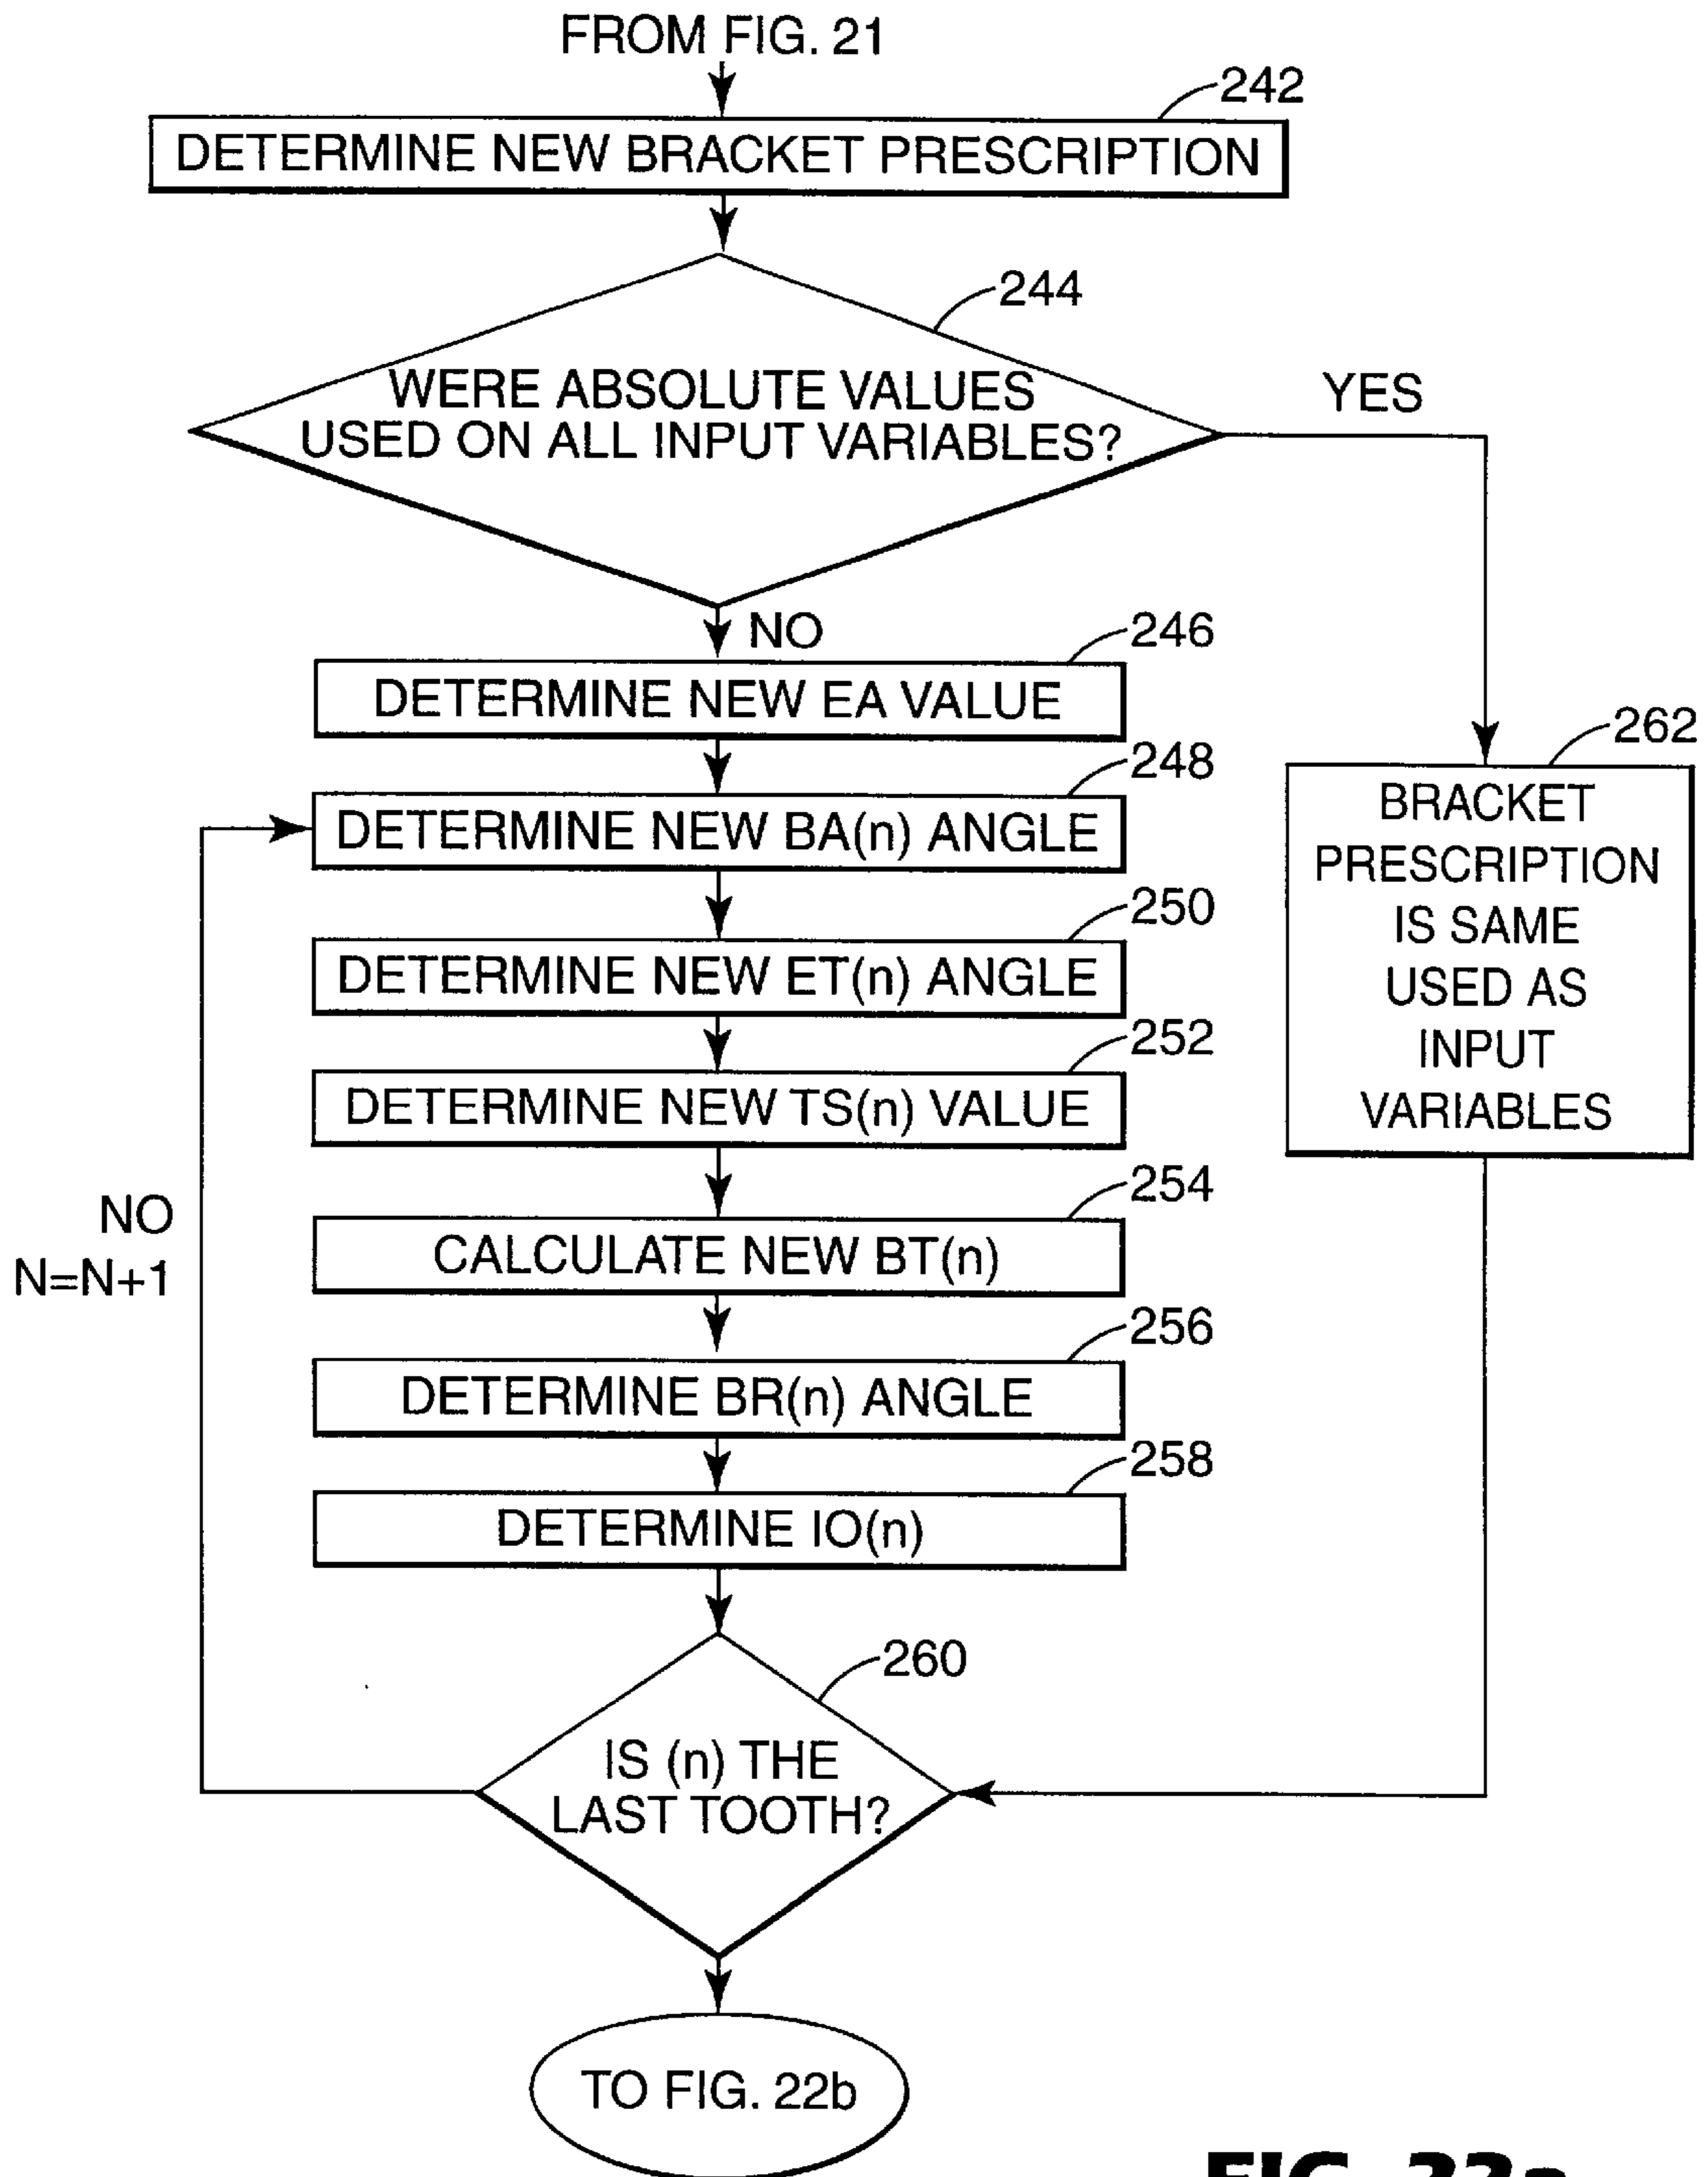 FROM FIG. 21
242
DETERMINE NEW BRACKET PRESCRIPTION
244
WERE ABSOLUTE VALUES
USED ON ALL INPUT VARIABLES?
YES
NO
246
DETERMINE NEW EA VALUE
248
DETERMINE NEW BA(n) ANGLE
262
BRACKET
PRESCRIPTION
IS SAME
USED AS
INPUT
VARIABLES
250
DETERMINE NEW ET(n) ANGLE
252
DETERMINE NEW TS(n) VALUE
254
CALCULATE NEW BT(n)
NO
N=N+1
256
DETERMINE BR(n) ANGLE
258
DETERMINE IO(n)
260
IS (n) THE
LAST TOOTH?
TO FIG. 22b
FIG. 22a